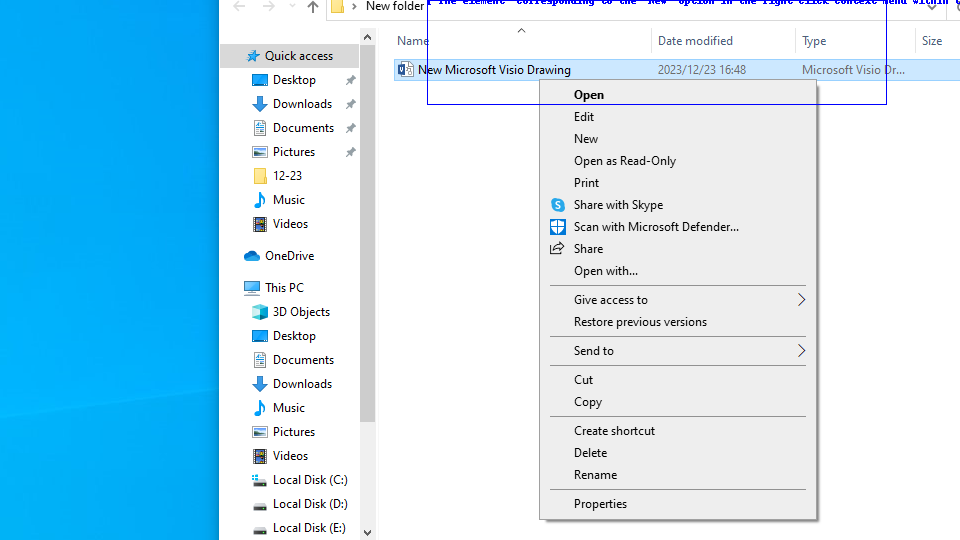 New folder
[ The element "corresponding to the "New" option in the right click context menu within
Name
Date modified
Type
Size
New Microsoft Visio Drawing
2023/12/23 16:48
Microsoft Visio Dr...
Quick access
Desktop
Downloads
Documents
Pictures
12-23
Music
Videos
OneDrive
This PC
3D Objects
Desktop
Documents
Downloads
Music
Pictures
Videos
Local Disk (C:)
Local Disk (D:)
Local Disk (E:)
Open
Edit
New
Open as Read-Only
Print
Share with Skype
Scan with Microsoft Defender...
Share
Open with...
Give access to
Restore previous versions
Send to
Cut
Copy
Create shortcut
Delete
Rename
Properties